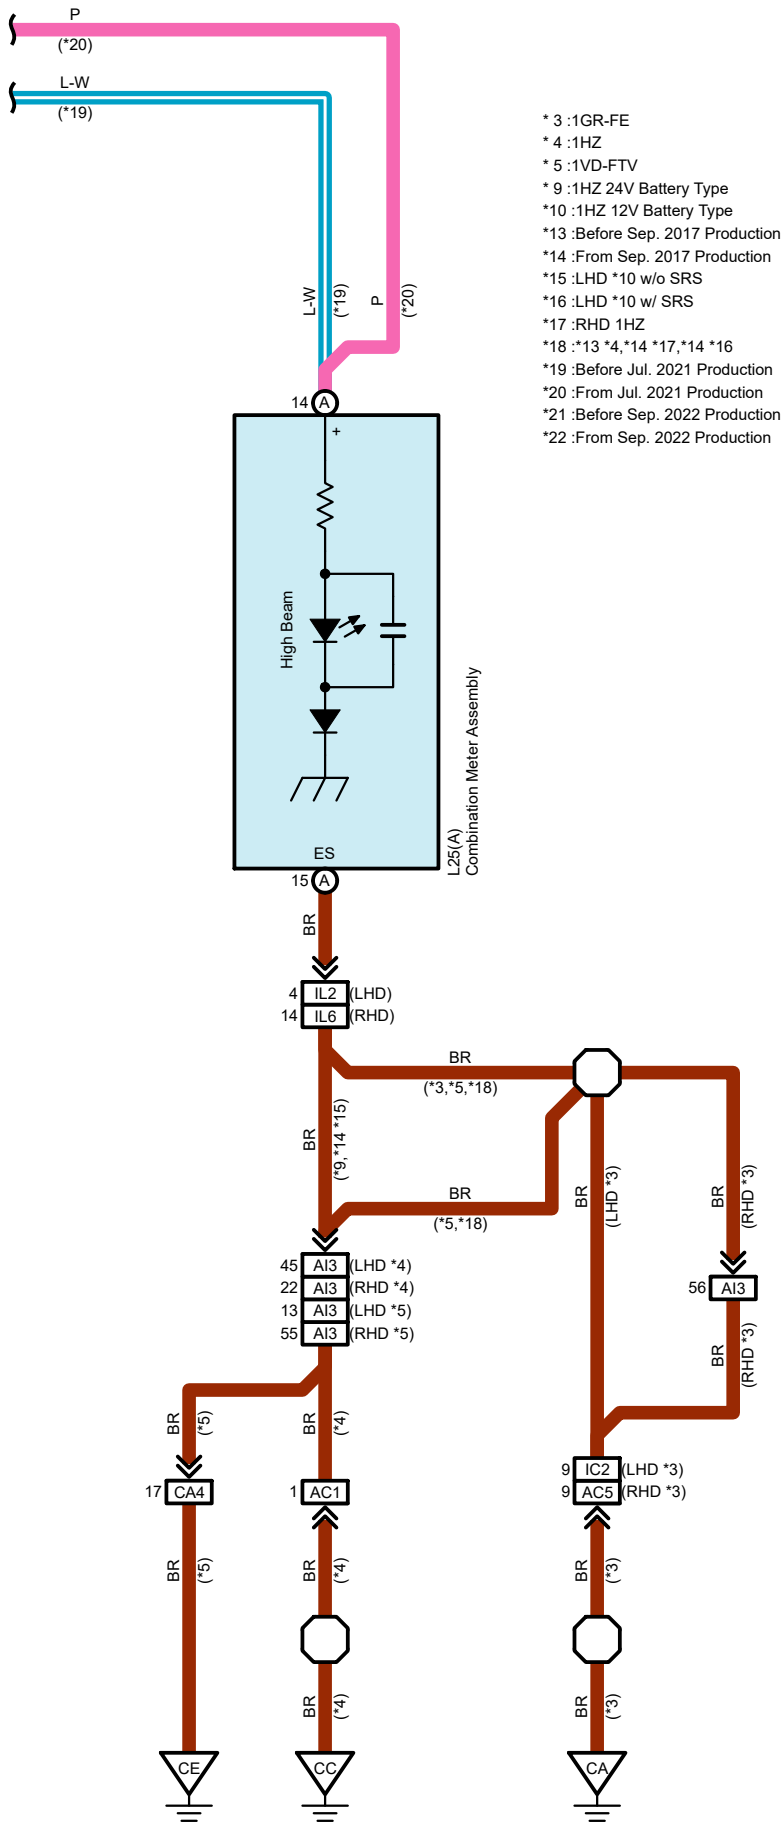 P
(*20)
L-W
(*19)
* 3 :1GR-FE
* 4 :1HZ
* 5 :1VD-FTV
* 9 :1HZ 24V Battery Type
*10 :1HZ 12V Battery Type
*13 :Before Sep. 2017 Production
*14 :From Sep. 2017 Production
*15 :LHD *10 w/o SRS
*16 :LHD *10 w/ SRS
*17 :RHD 1HZ
*18 :*13 *4,*14 *17,*14 *16
*19 :Before Jul. 2021 Production
*20 :From Jul. 2021 Production
*21 :Before Sep. 2022 Production
*22 :From Sep. 2022 Production
L-W
(*19)
P
(*20)
14 A
+
High Beam
L25(A)
Combination Meter Assembly
ES
15 A
BR
4 IL2 (LHD)
14 IL6 (RHD)
BR
(*3,*5,*18)
BR
(*9,*14 *15)
BR
(*5,*18)
BR
(LHD *3)
BR
(RHD *3)
45 AI3 (LHD *4)
22 AI3 (RHD *4)
13 AI3 (LHD *5)
55 AI3 (RHD *5)
56 AI3
BR
(RHD *3)
BR
(*5)
BR
(*4)
9 IC2 (LHD *3)
9 AC5 (RHD *3)
17 CA4
1 AC1
BR
(*5)
BR
(*4)
BR
(*3)
BR
(*4)
BR
(*3)
CE
CC
CA